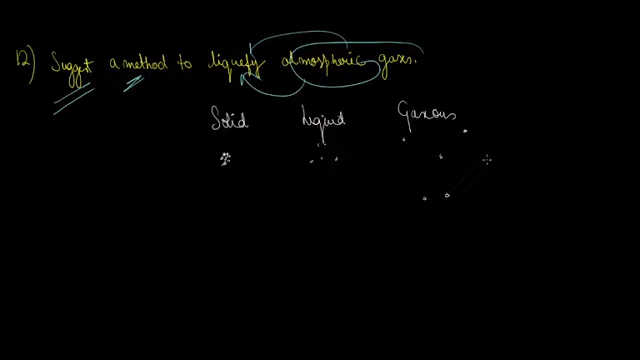 12) Suggest a method to liquefy atmospheric gases.
Solid Liquid Gaseous